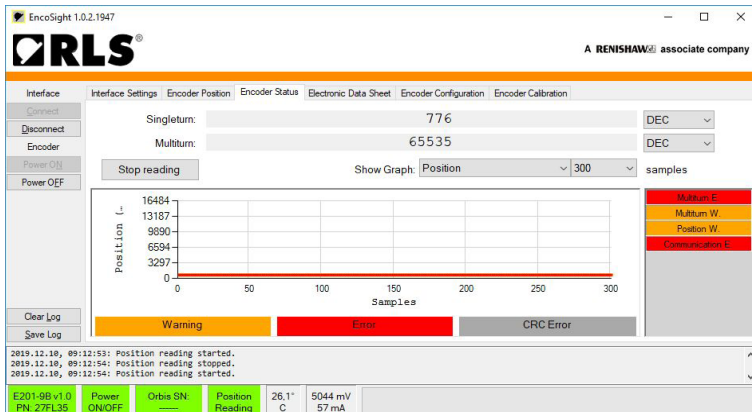 EncoSight 1.0.2.1947
RLS®
A RENISHAW associate company
Interface
Connect
Disconnect
Encoder
Power ON
Power OFF
Clear Log
Save Log
Interface Settings Encoder Position Encoder Status Electronic Data Sheet Encoder Configuration Encoder Calibration
Singleturn: 776 DEC
Multiturn: 65535 DEC
Stop reading Show Graph: Position 300 samples
Position (…
16484
13187
9890
6594
3297
0
0 50 100 150 200 250 300
Samples
Multiturn E.
Multiturn W.
Position W.
Communication E.
Warning Error CRC Error
2019.12.10, 09:12:53: Position reading started.
2019.12.10, 09:12:54: Position reading stopped.
2019.12.10, 09:12:54: Position reading started.
E201-9B v1.0 Power Orbis SN: Position 26,1° 5044 mV
PN: 27FL35 ON/OFF ------ Reading C 57 mA